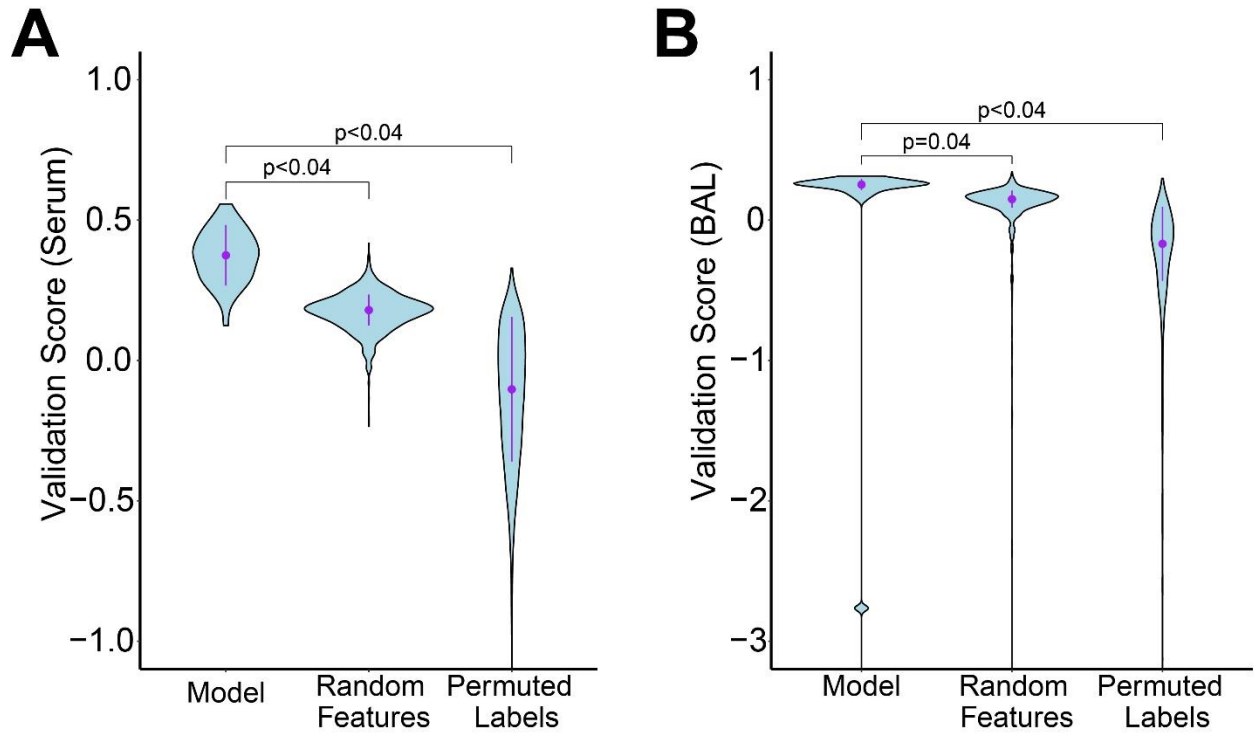 A
Validation Score (Serum)
1.0
0.5
0.0
−0.5
−1.0
p<0.04
p<0.04
Model
Random
Features
Permuted
Labels
B
Validation Score (BAL)
1
0
−1
−2
−3
p<0.04
p=0.04
Model
Random
Features
Permuted
Labels